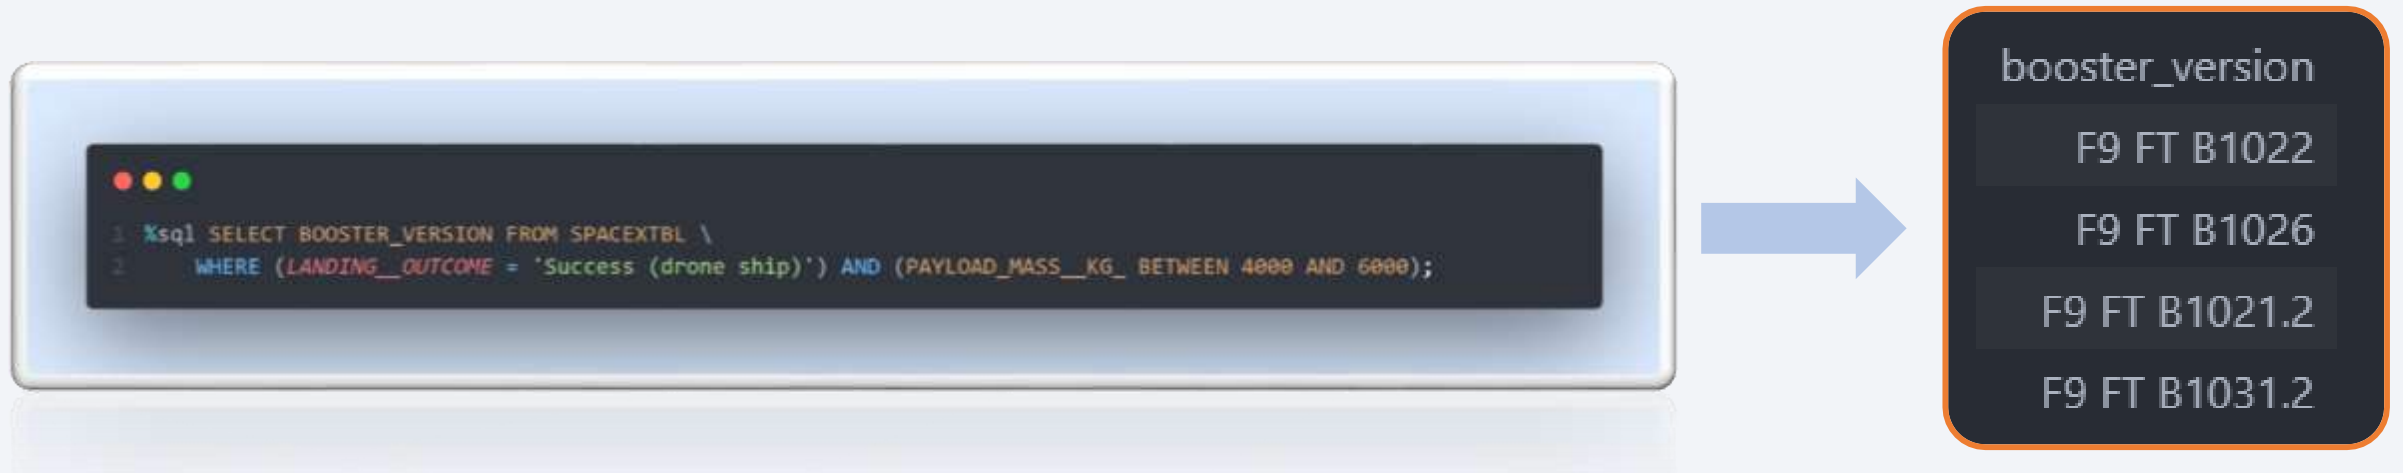 1 %sql SELECT BOOSTER_VERSION FROM SPACEXTBL \
2 WHERE (LANDING__OUTCOME = 'Success (drone ship)') AND (PAYLOAD_MASS__KG_ BETWEEN 4000 AND 6000);
booster_version
F9 FT B1022
F9 FT B1026
F9 FT B1021.2
F9 FT B1031.2